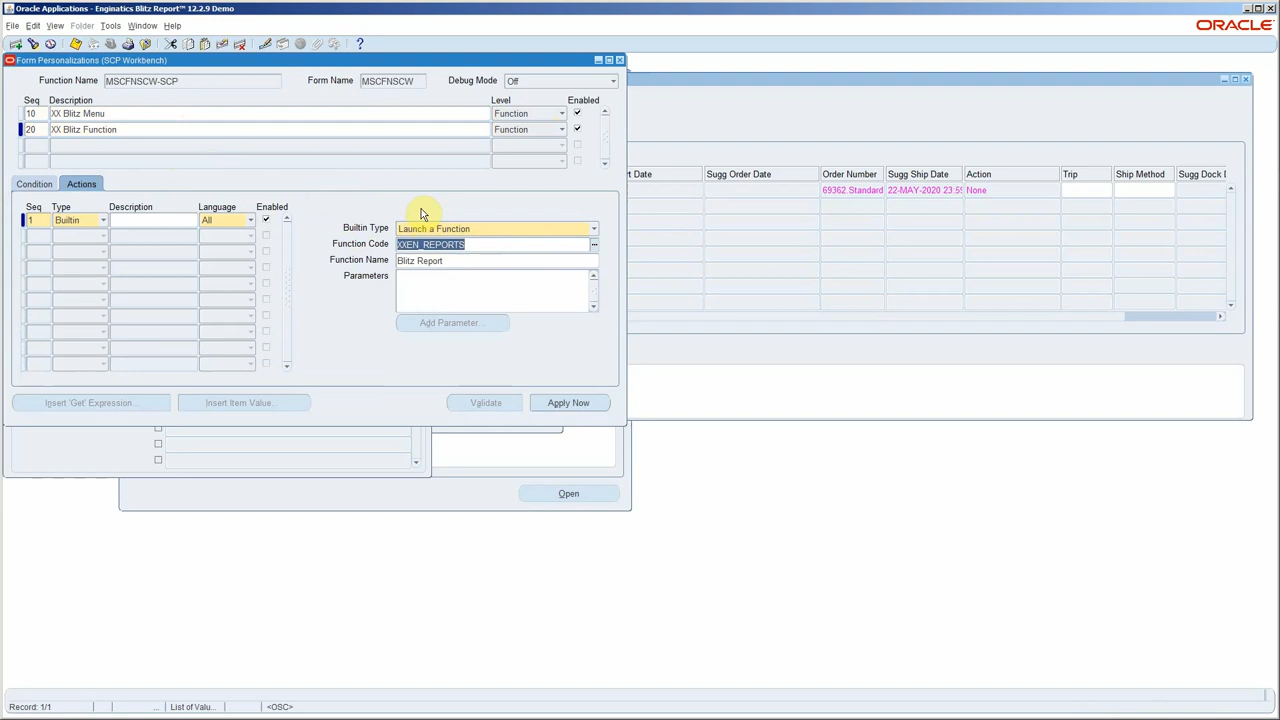 Oracle Applications - Enginatics Blitz Report™ 12.2.9 Demo
File Edit View Folder Tools Window Help
ORACLE
Form Personalizations (SCP Workbench)
Function Name MSCFNSCW-SCP Form Name MSCFNSCW Debug Mode Off
Seq Description Level Enabled
10 XX Blitz Menu Function
20 XX Blitz Function Function
Condition Actions
Seq Type Description Language Enabled
1 Builtin All
Builtin Type Launch a Function
Function Code XXEN_REPORTS
Function Name Blitz Report
Parameters
Add Parameter...
Insert 'Get' Expression... Insert Item Value... Validate Apply Now
Sugg Order Date Order Number Sugg Ship Date Action Trip Ship Method Sugg Dock D
69362.Standard 22-MAY-2020 23:59 None
Open
Record: 1/1 ... List of Valu... <OSC>